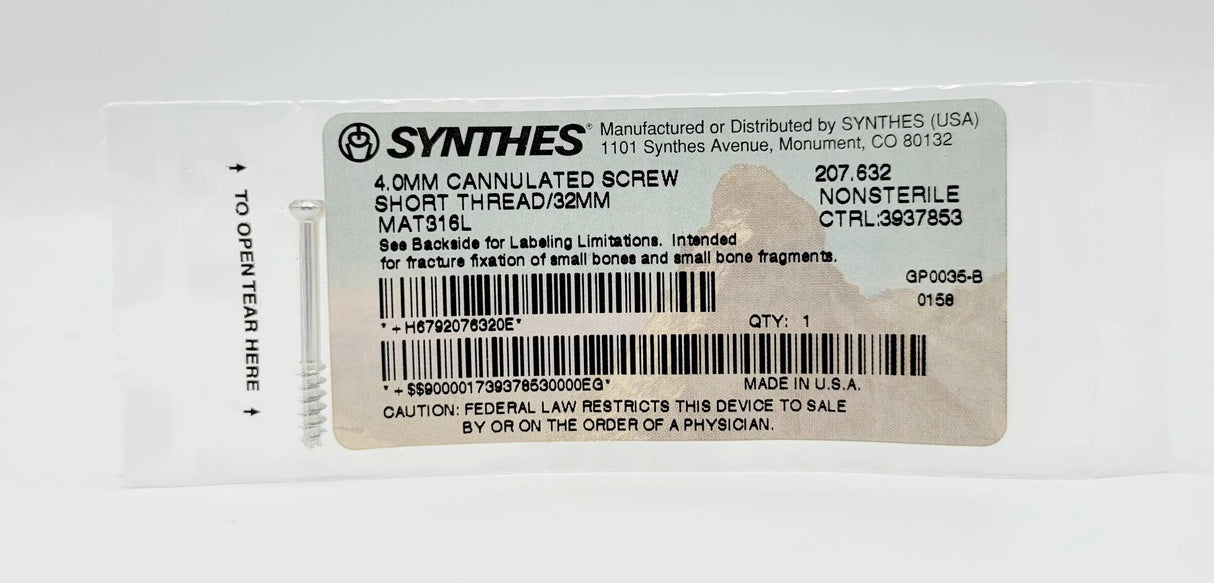 ↑ TO OPEN TEAR HERE ↑
SYNTHES® Manufactured or Distributed by SYNTHES (USA)
1101 Synthes Avenue, Monument, CO 80132
4.0MM CANNULATED SCREW 207.632
SHORT THREAD/32MM NONSTERILE
MAT316L CTRL:3937853
See Backside for Labeling Limitations. Intended
for fracture fixation of small bones and small bone fragments.
GP0035-B
0158
*+H6792076320E* QTY: 1
*+$$9000001739378530000EG* MADE IN U.S.A.
CAUTION: FEDERAL LAW RESTRICTS THIS DEVICE TO SALE
BY OR ON THE ORDER OF A PHYSICIAN.